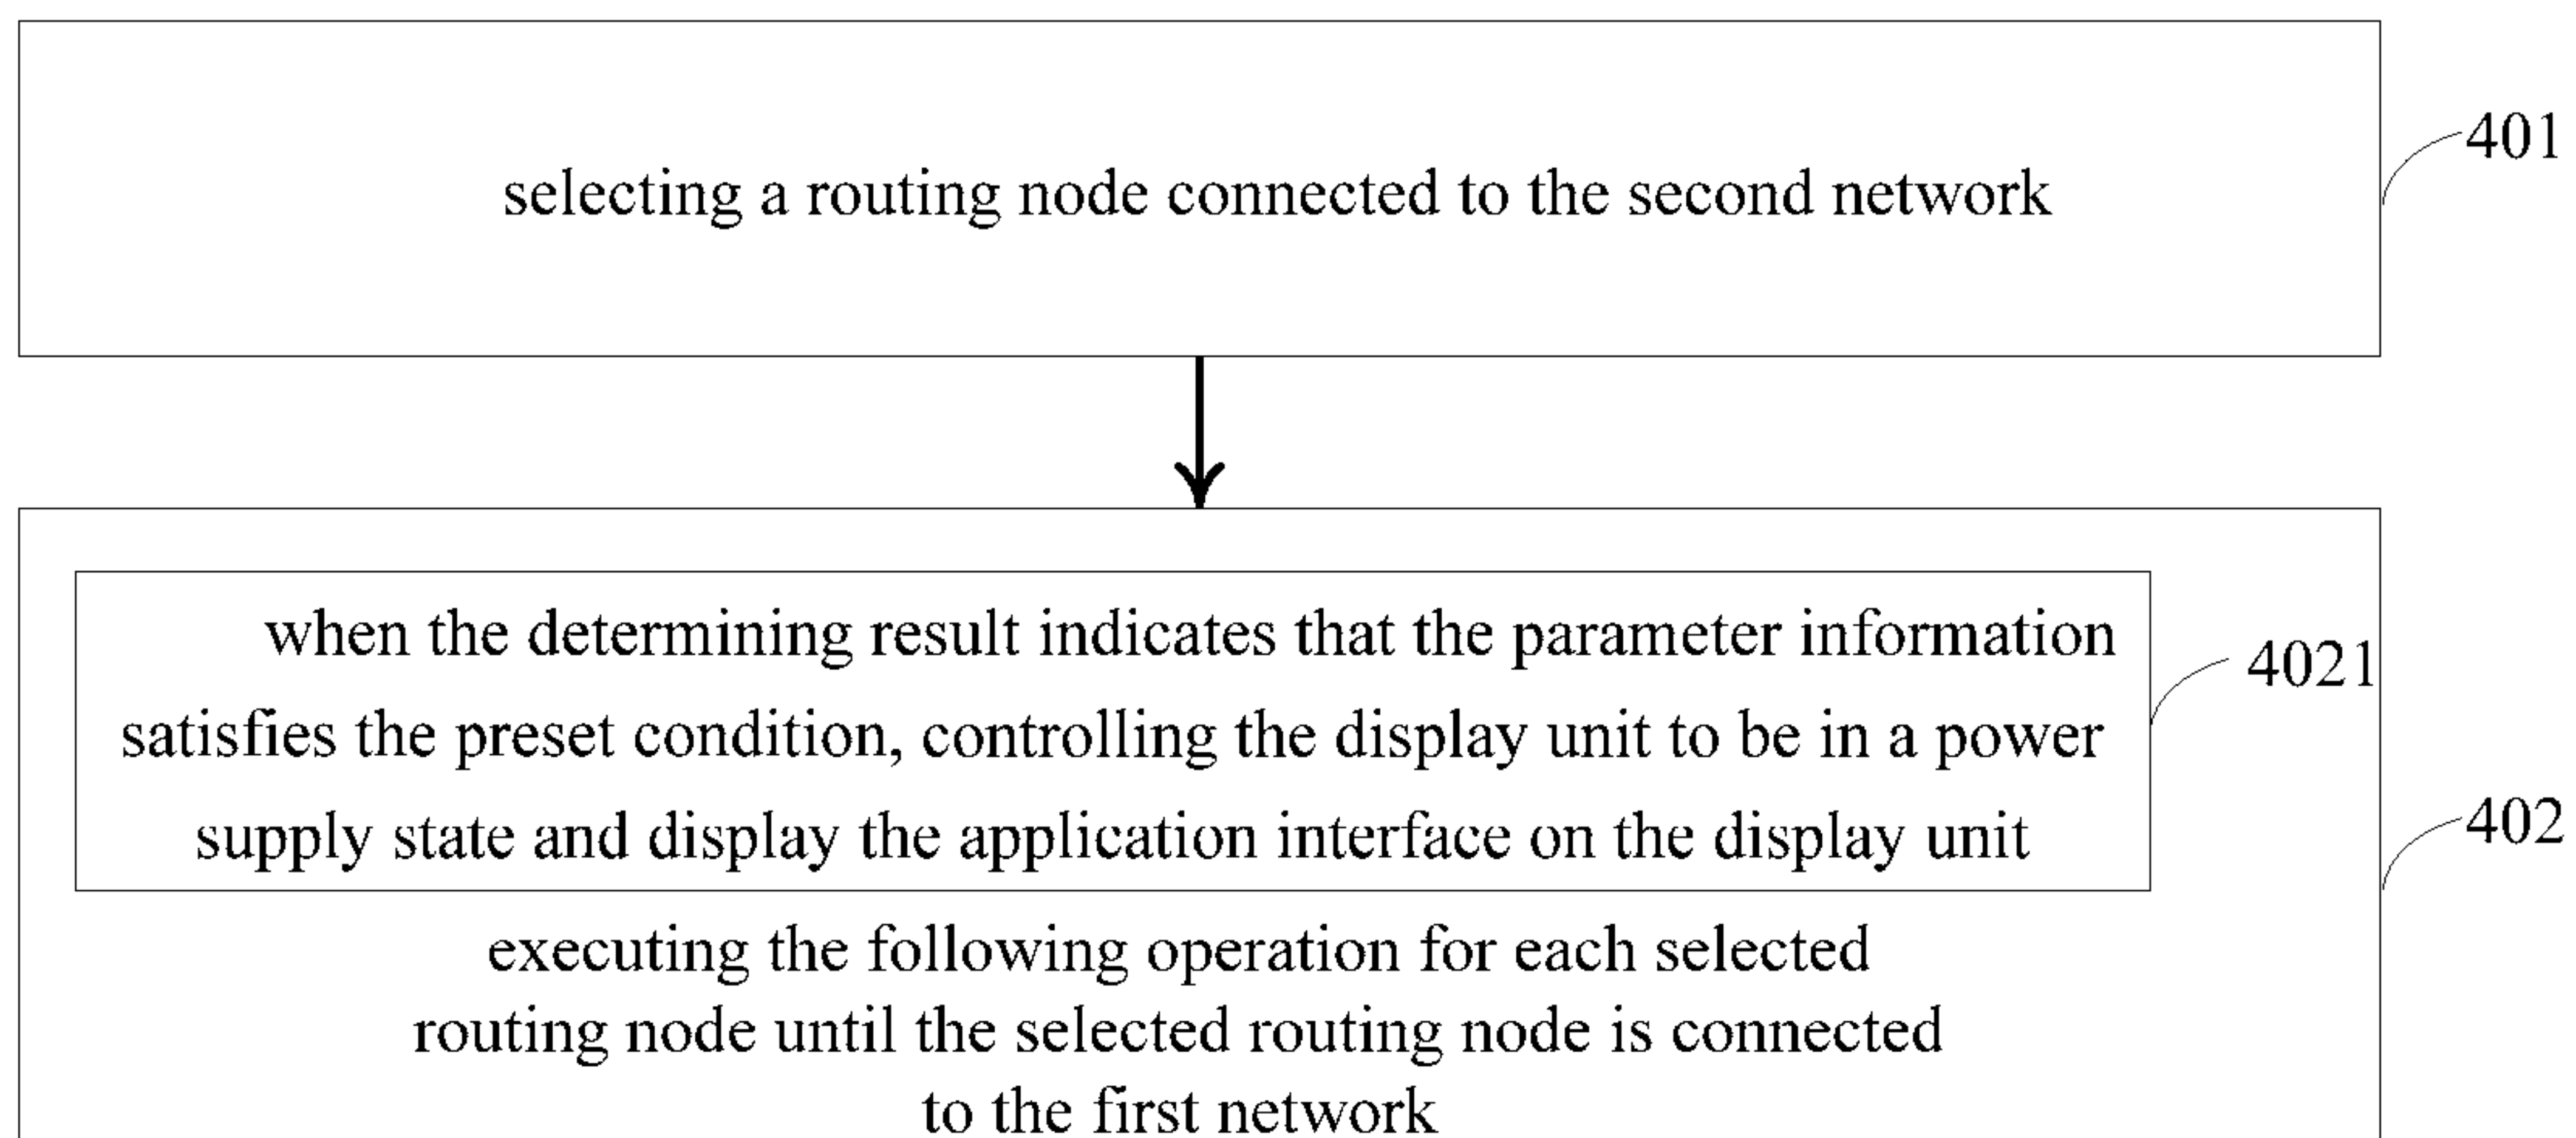 selecting a routing node connected to the second network
401
when the determining result indicates that the parameter information
satisfies the preset condition, controlling the display unit to be in a power
supply state and display the application interface on the display unit
4021
402
executing the following operation for each selected
routing node until the selected routing node is connected
to the first network